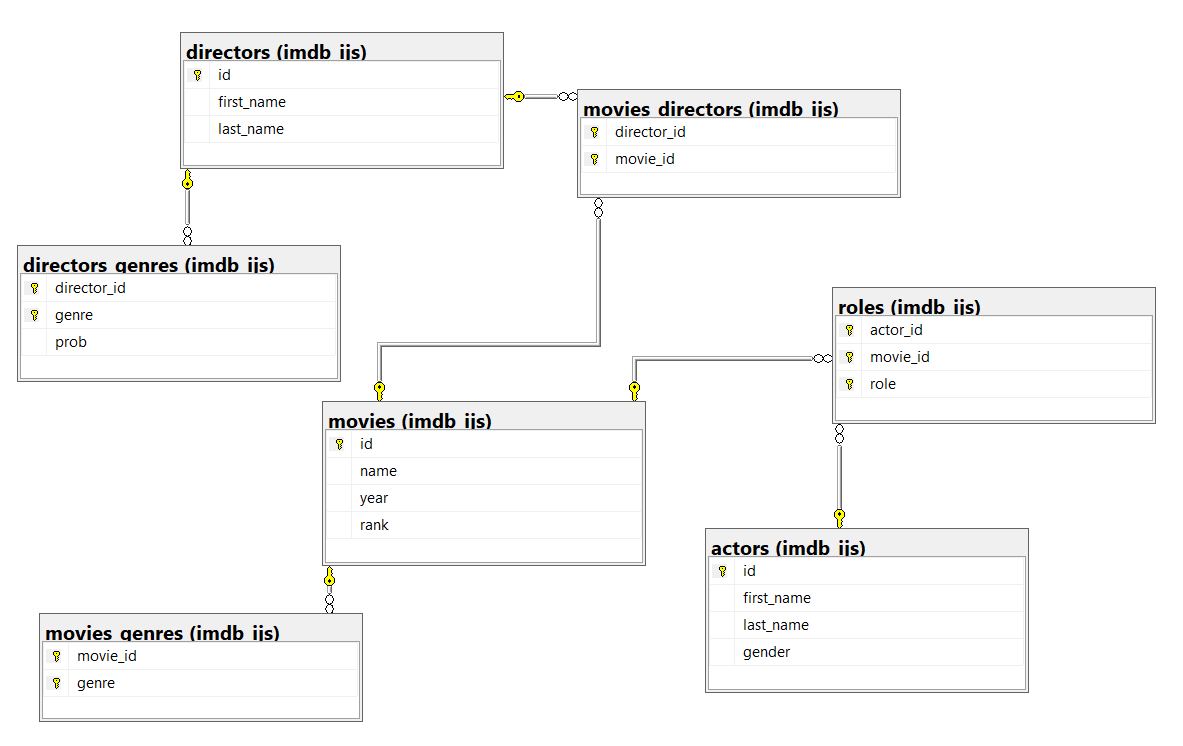 directors (imdb_ijs)
id
first_name
last_name
movies_directors (imdb_ijs)
director_id
movie_id
directors_genres (imdb_ijs)
director_id
genre
prob
roles (imdb_ijs)
actor_id
movie_id
role
movies (imdb_ijs)
id
name
year
rank
actors (imdb_ijs)
id
first_name
last_name
gender
movies_genres (imdb_ijs)
movie_id
genre